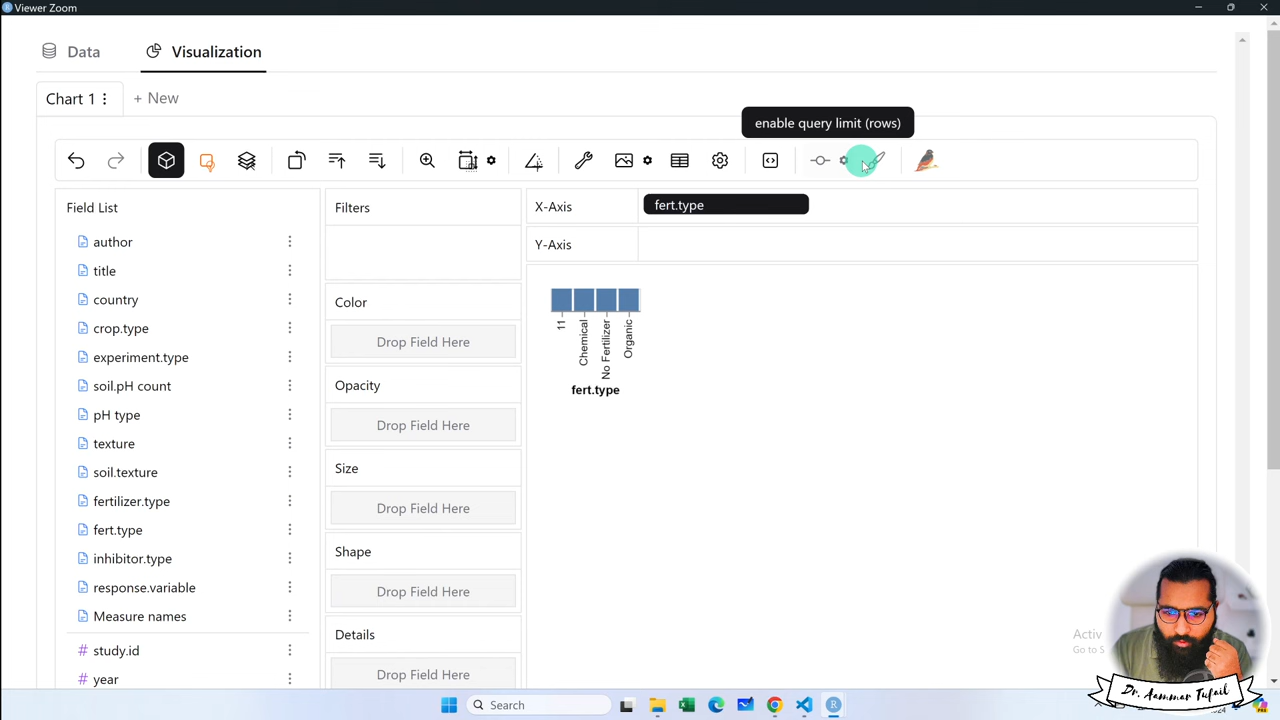 Viewer Zoom
Data
Visualization
Chart 1
+ New
enable query limit (rows)
Field List
author
title
country
crop.type
experiment.type
soil.pH count
pH type
texture
soil.texture
fertilizer.type
fert.type
inhibitor.type
response.variable
Measure names
# study.id
# year
Filters
Color
Drop Field Here
Opacity
Drop Field Here
Size
Drop Field Here
Shape
Drop Field Here
Details
Drop Field Here
X-Axis
fert.type
Y-Axis
11
Chemical
No Fertilizer
Organic
fert.type
Activ
Go to S
Dr. Aammar Tufail
Search